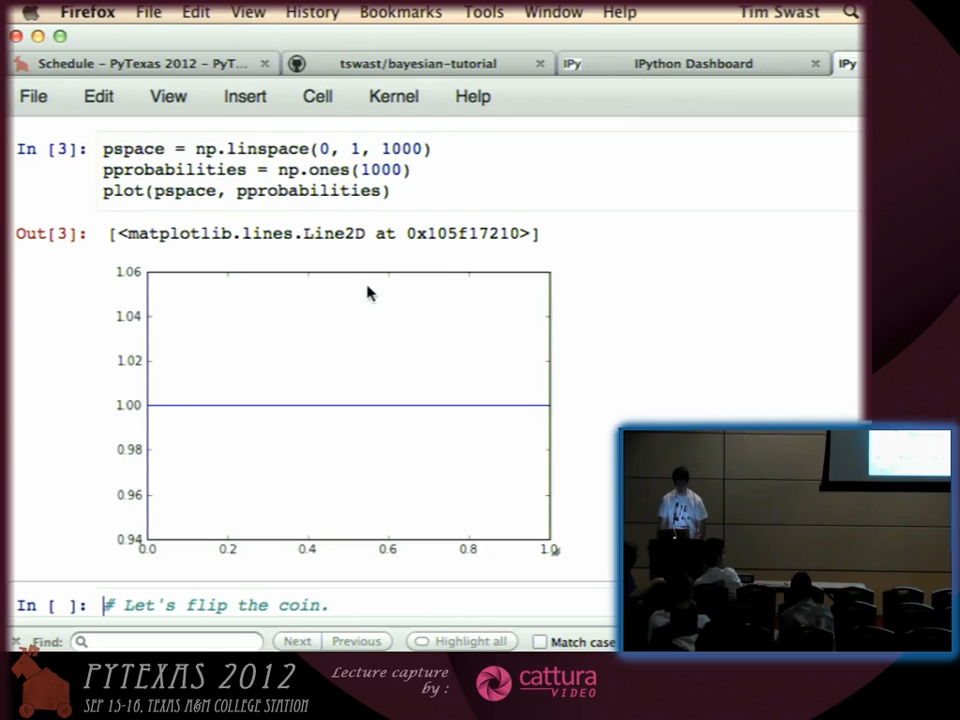 Firefox File Edit View History Bookmarks Tools Window Help Tim Swast
Schedule – PyTexas 2012 – PyT... × tswast/bayesian-tutorial × IPy IPython Dashboard × IPy
File Edit View Insert Cell Kernel Help
In [3]: pspace = np.linspace(0, 1, 1000)
pprobabilities = np.ones(1000)
plot(pspace, pprobabilities)
Out[3]: [<matplotlib.lines.Line2D at 0x105f17210>]
1.06
1.04
1.02
1.00
0.98
0.96
0.94
0.0 0.2 0.4 0.6 0.8 1.0
In [ ]: # Let's flip the coin.
× Find: Next Previous Highlight all Match case
PYTEXAS 2012
SEP 15-16, TEXAS A&M COLLEGE STATION
Lecture capture
by :
cattura
VIDEO